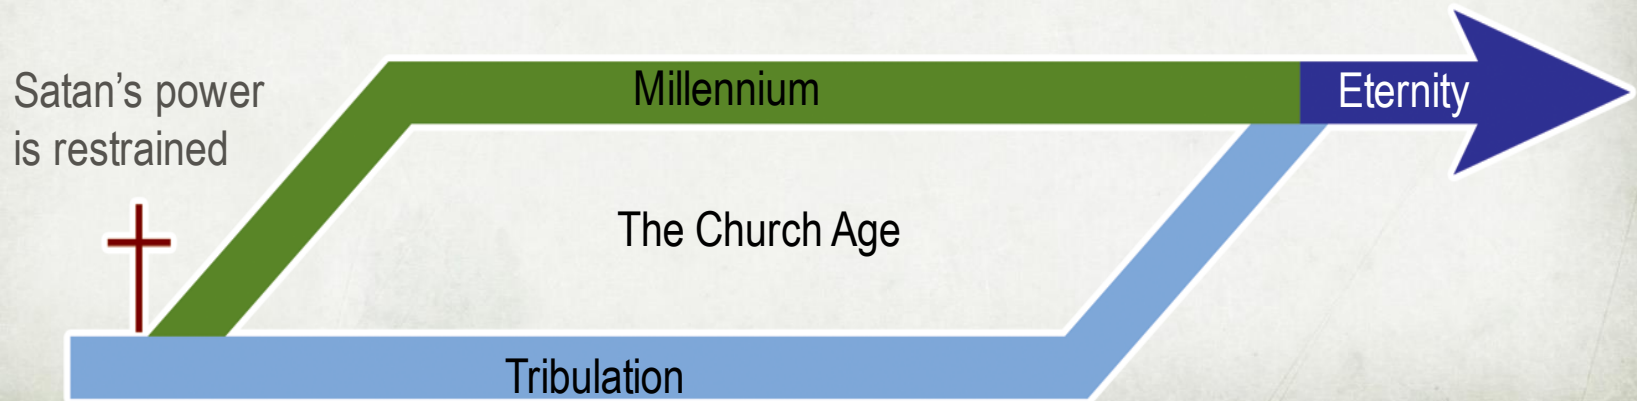 Satan’s power
is restrained
Millennium
Eternity
The Church Age
Tribulation